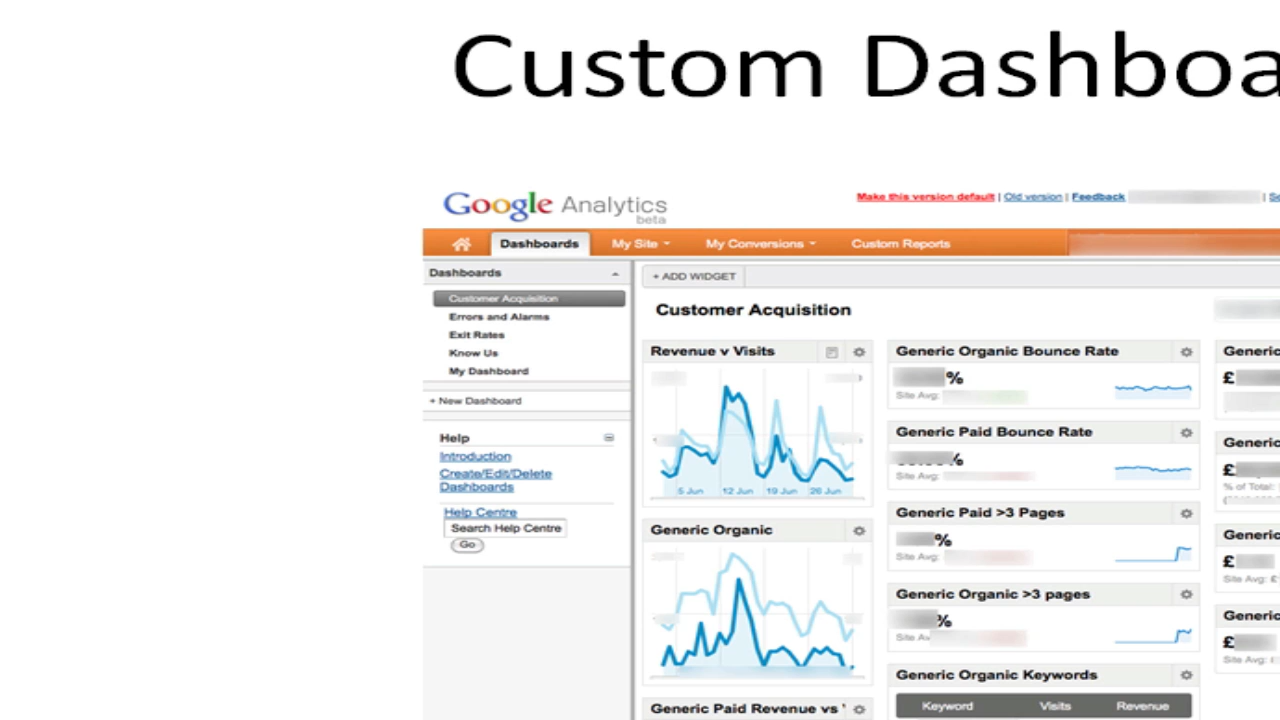 Custom Dashboa
Google Analytics
beta
Make this version default | Old version | Feedback
Dashboards My Site My Conversions Custom Reports
Dashboards
Customer Acquisition
Errors and Alarms
Exit Rates
Know Us
My Dashboard
+ New Dashboard
Help
Introduction
Create/Edit/Delete
Dashboards
Help Centre
Search Help Centre
Go
+ ADD WIDGET
Customer Acquisition
Revenue v Visits
5 Jun 12 Jun 19 Jun 26 Jun
Generic Organic
Generic Paid Revenue vs
Generic Organic Bounce Rate
%
Site Avg:
Generic Paid Bounce Rate
%
Site Avg:
Generic Paid >3 Pages
%
Site Avg:
Generic Organic >3 pages
%
Site Av
Generic Organic Keywords
Keyword Visits Revenue
Generic
£
Generic
£
% of Total:
Generic
£
Site Avg: £
Generic
£
Site Avg: